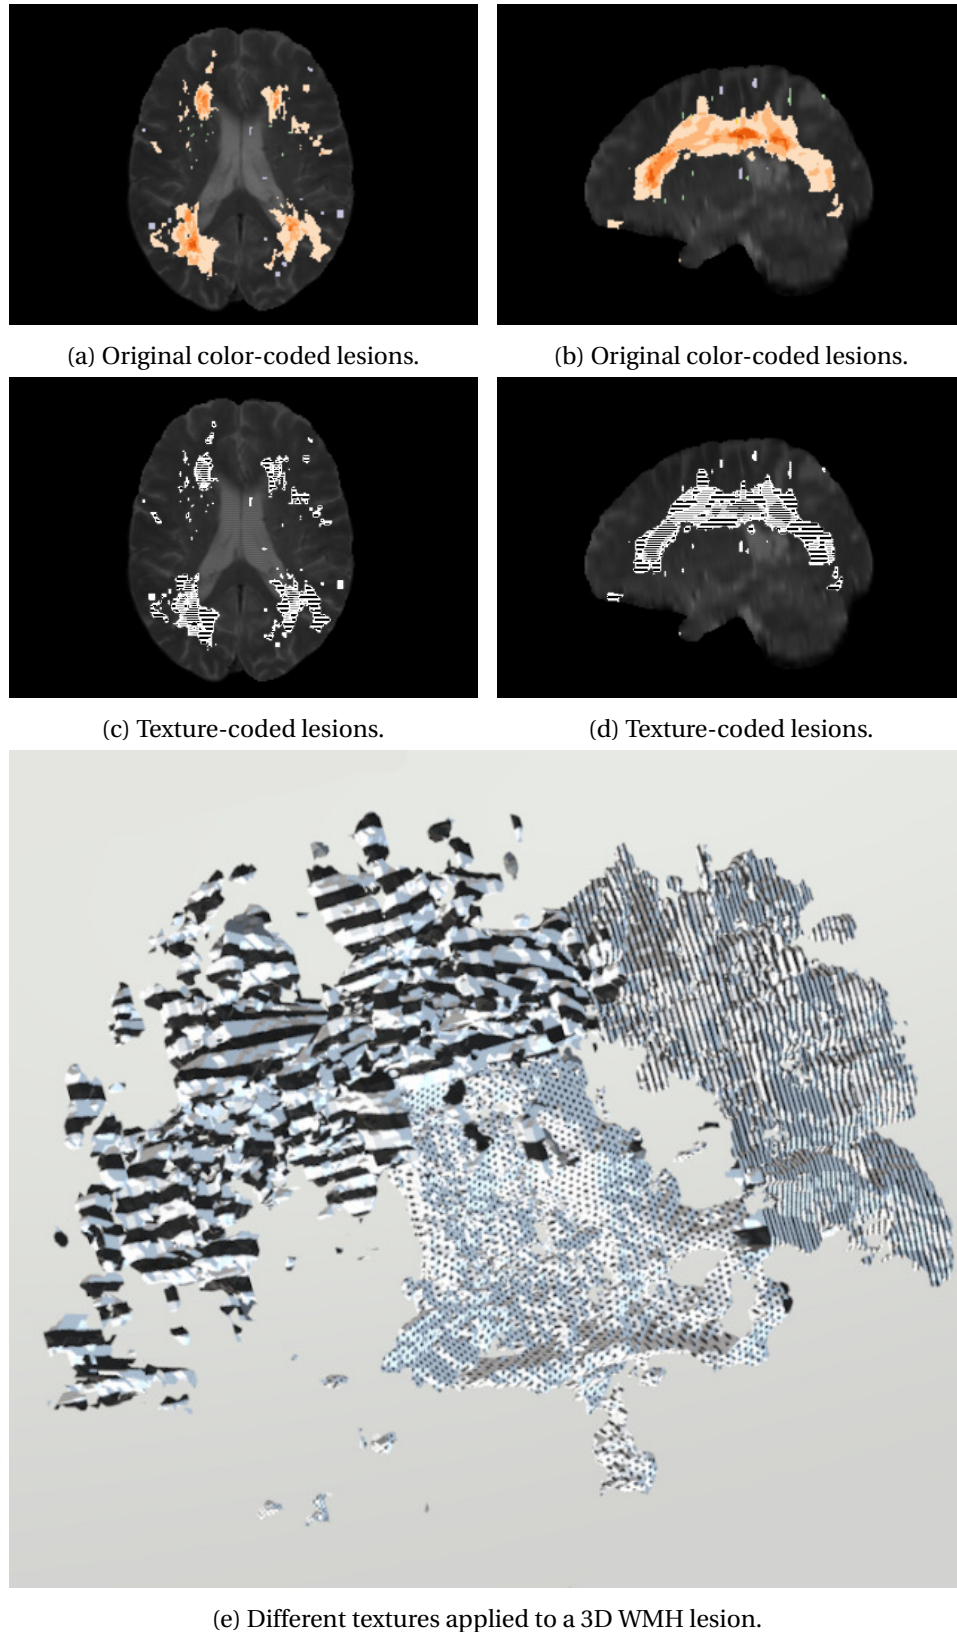 (a) Original color-coded lesions.
(b) Original color-coded lesions.
(c) Texture-coded lesions.
(d) Texture-coded lesions.
(e) Different textures applied to a 3D WMH lesion.